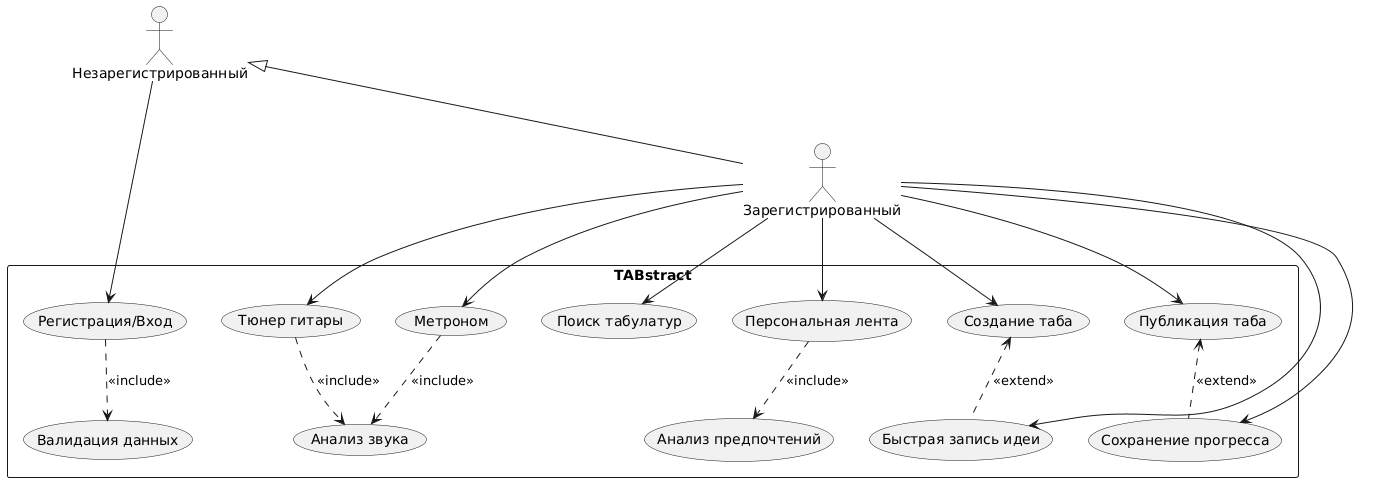 Незарегистрированный
Зарегистрированный
TABstract
Регистрация/Вход
Тюнер гитары
Метроном
Поиск табулатур
Персональная лента
Создание таба
Публикация таба
«include»
«include»
«include»
«include»
«extend»
«extend»
Валидация данных
Анализ звука
Анализ предпочтений
Быстрая запись идеи
Сохранение прогресса